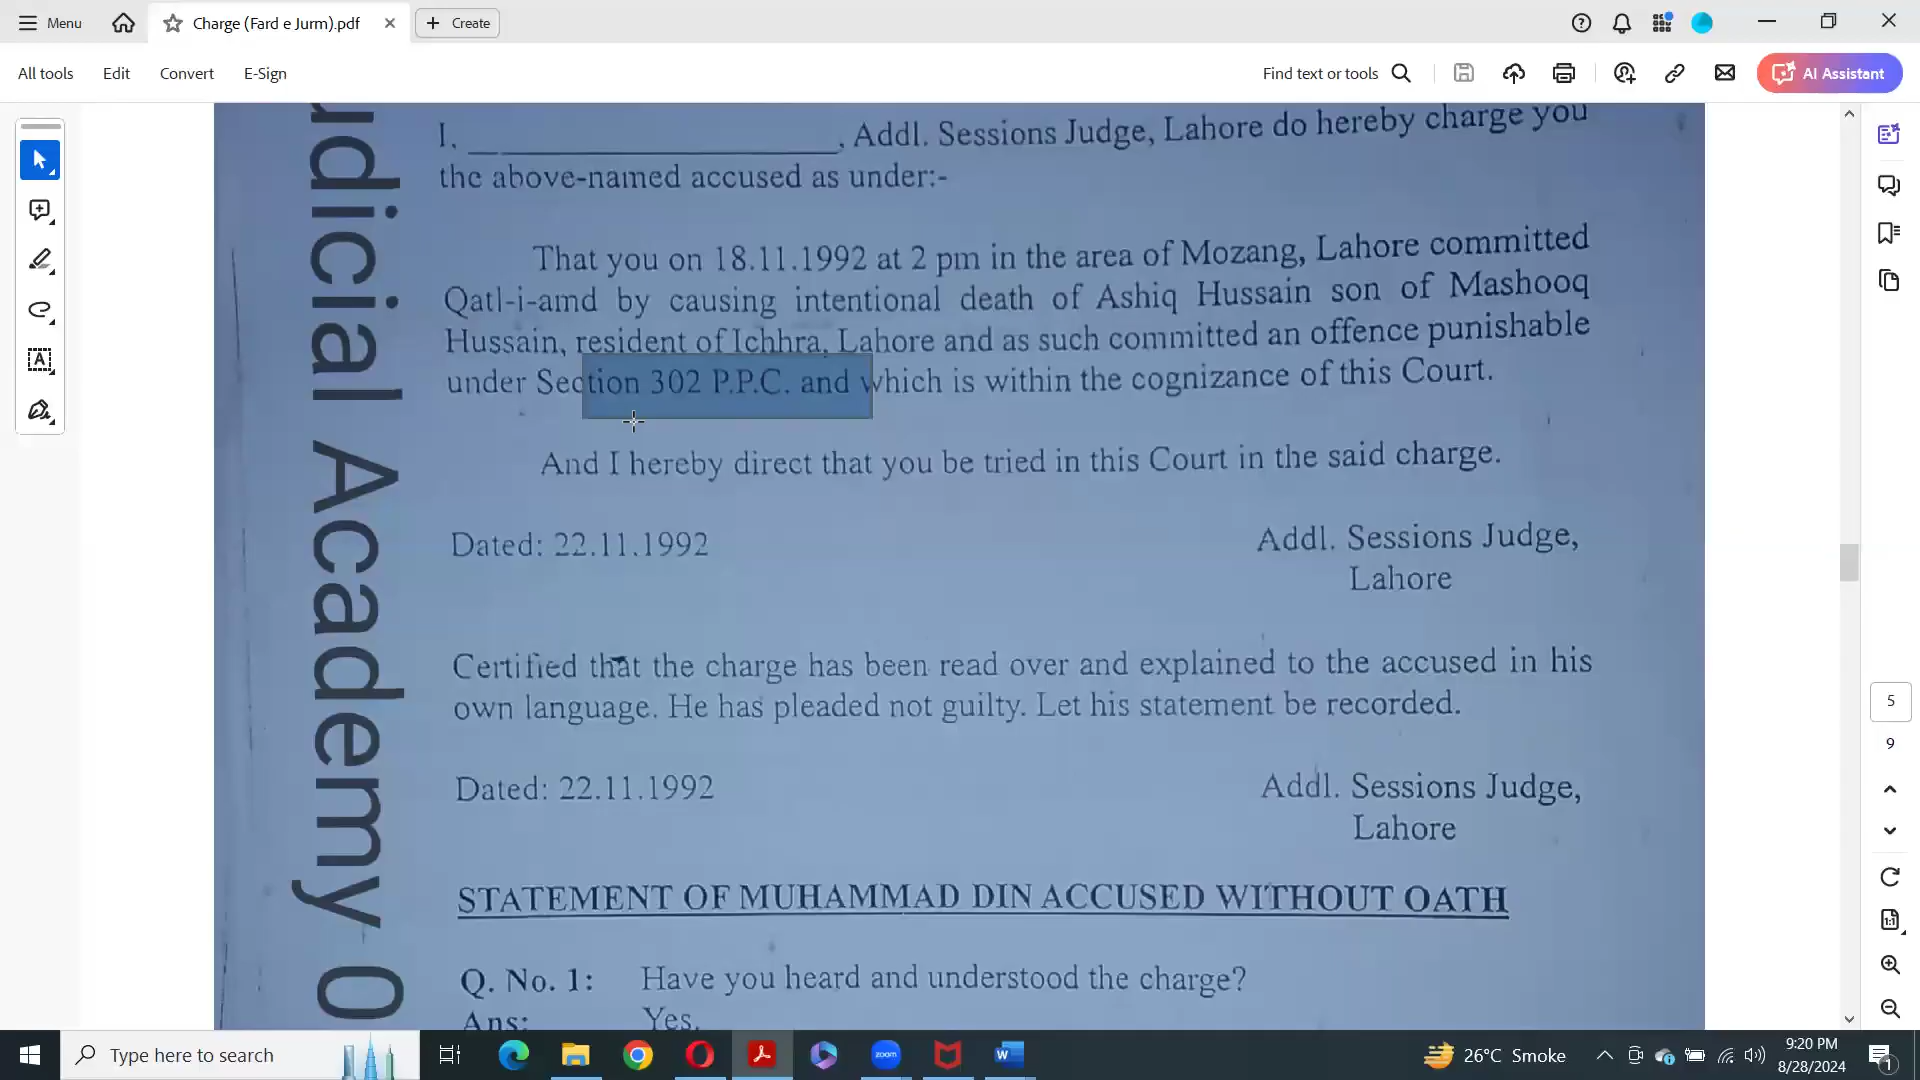 Menu
Charge (Fard e Jurm).pdf
Create
All tools
Edit
Convert
E-Sign
Find text or tools
AI Assistant
I. ____________________, Addl. Sessions Judge, Lahore do hereby charge you
the above-named accused as under:-
That you on 18.11.1992 at 2 pm in the area of Mozang, Lahore committed
Qatl-i-amd by causing intentional death of Ashiq Hussain son of Mashooq
Hussain, resident of Ichhra, Lahore and as such committed an offence punishable
under Section 302 P.P.C. and which is within the cognizance of this Court.
And I hereby direct that you be tried in this Court in the said charge.
Dated: 22.11.1992
Addl. Sessions Judge,
Lahore
Certified that the charge has been read over and explained to the accused in his
own language. He has pleaded not guilty. Let his statement be recorded.
Dated: 22.11.1992
Addl. Sessions Judge,
Lahore
STATEMENT OF MUHAMMAD DIN ACCUSED WITHOUT OATH
Q. No. 1: Have you heard and understood the charge?
Ans: Yes.
udicial Academy 0
5
9
Type here to search
zoom
26°C Smoke
9:20 PM
8/28/2024
1